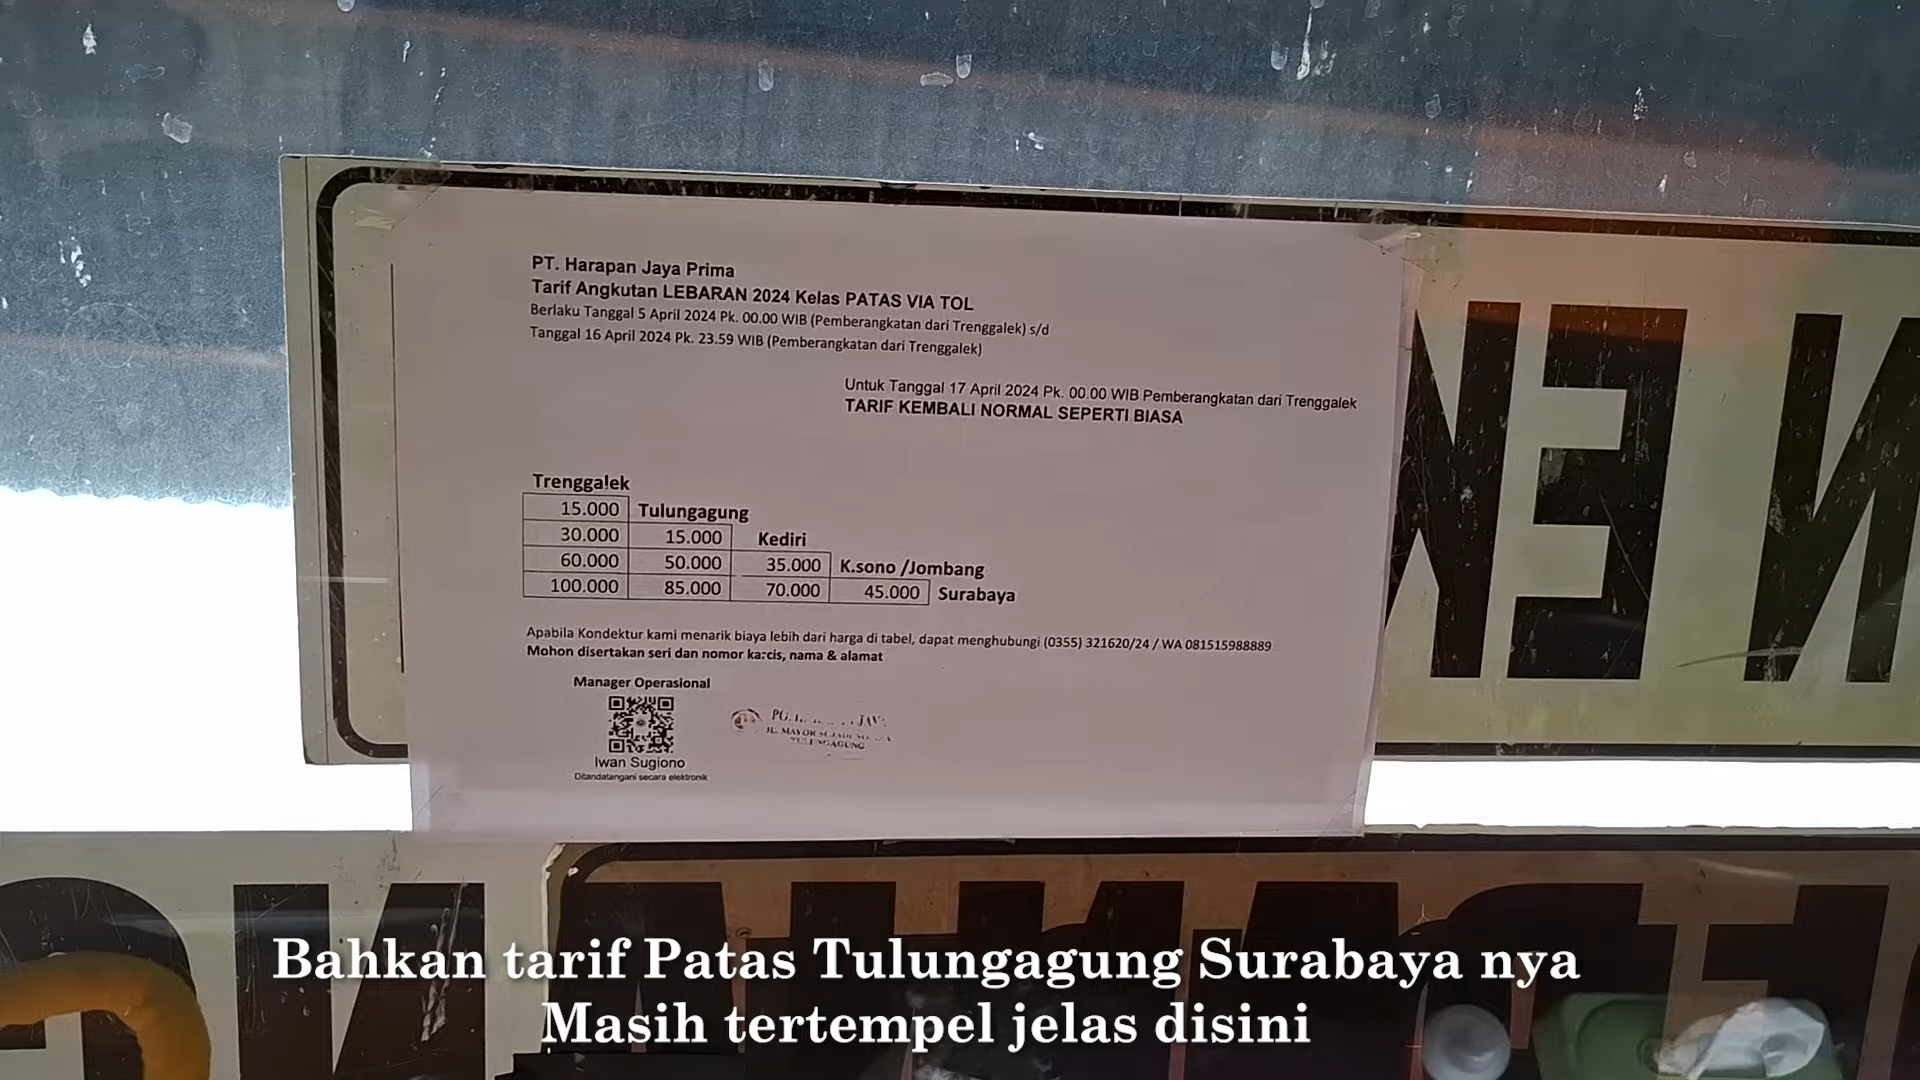 PT. Harapan Jaya Prima
Tarif Angkutan LEBARAN 2024 Kelas PATAS VIA TOL
Berlaku Tanggal 5 April 2024 Pk. 00.00 WIB (Pemberangkatan dari Trenggalek) s/d
Tanggal 16 April 2024 Pk. 23.59 WIB (Pemberangkatan dari Trenggalek)
Untuk Tanggal 17 April 2024 Pk. 00.00 WIB Pemberangkatan dari Trenggalek
TARIF KEMBALI NORMAL SEPERTI BIASA
Trenggalek
15.000 Tulungagung
30.000 15.000 Kediri
60.000 50.000 35.000 K.sono /Jombang
100.000 85.000 70.000 45.000 Surabaya
Apabila Kondektur kami menarik biaya lebih dari harga di tabel, dapat menghubungi (0355) 321620/24 / WA 081515988889
Mohon disertakan seri dan nomor karcis, nama & alamat
Manager Operasional
Iwan Sugiono
Ditandatangani secara elektronik
JL. MAYOR
TULUNGAGUNG
Bahkan tarif Patas Tulungagung Surabaya nya
Masih tertempel jelas disini